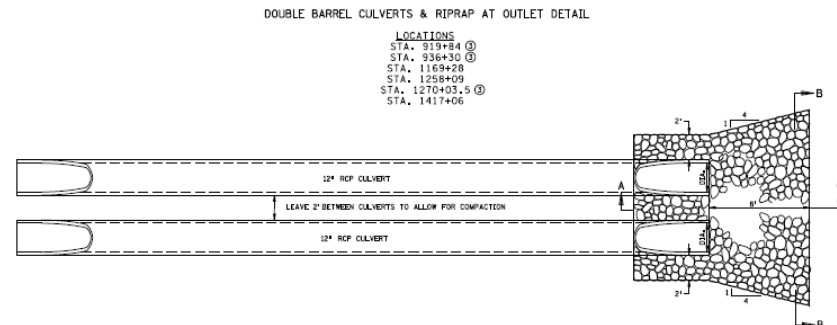 DOUBLE BARREL CULVERTS & RIPRAP AT OUTLET DETAIL
LOCATIONS
STA. 919+84 ③
STA. 936+30 ③
STA. 1169+28
STA. 1258+09
STA. 1270+03.5 ③
STA. 1417+06
B
4
1
2'
12" RCP CULVERT
DIA.
A
LEAVE 2' BETWEEN CULVERTS TO ALLOW FOR COMPACTION
12" RCP CULVERT
DIA.
2'
1
4
B